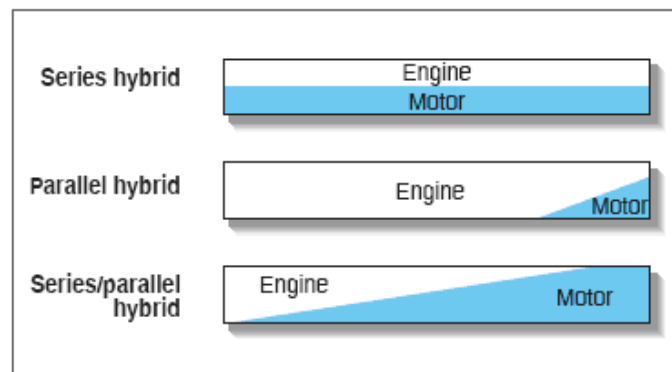 Series hybrid
Engine
Motor
Parallel hybrid
Engine
Motor
Series/parallel
hybrid
Engine
Motor